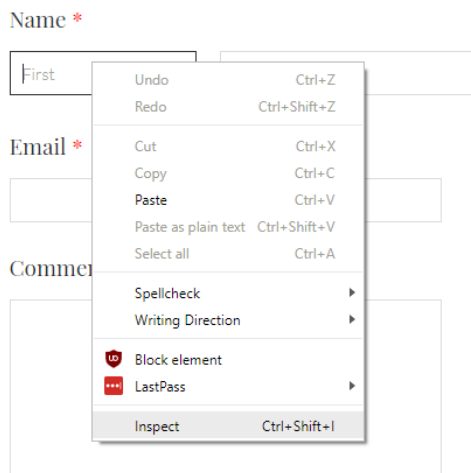 Name *
First
Undo Ctrl+Z
Redo Ctrl+Shift+Z
Email *
Cut Ctrl+X
Copy Ctrl+C
Paste Ctrl+V
Paste as plain text Ctrl+Shift+V
Select all Ctrl+A
Commen
Spellcheck
Writing Direction
Block element
LastPass
Inspect Ctrl+Shift+I